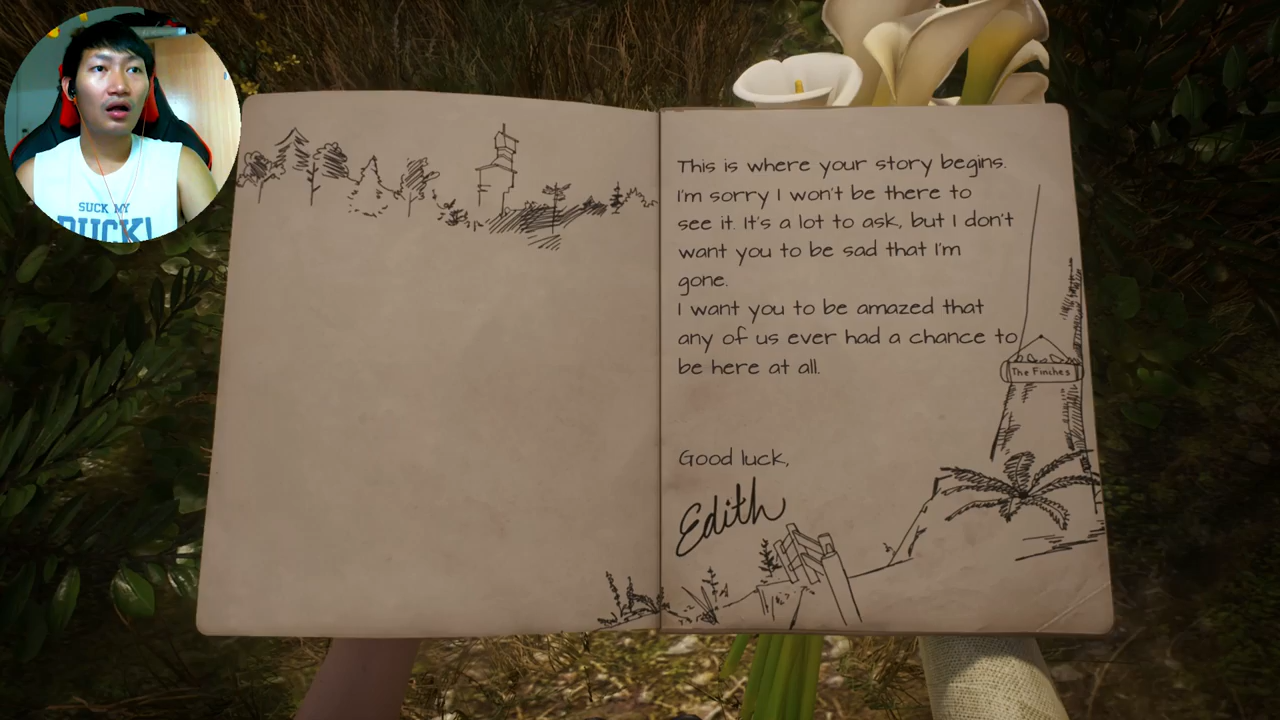 SUCK MY
DUCK!
This is where your story begins.
I'm sorry I won't be there to
see it. It's a lot to ask, but I don't
want you to be sad that I'm
gone.
I want you to be amazed that
any of us ever had a chance to
be here at all.
The Finches
Good luck,
Edith